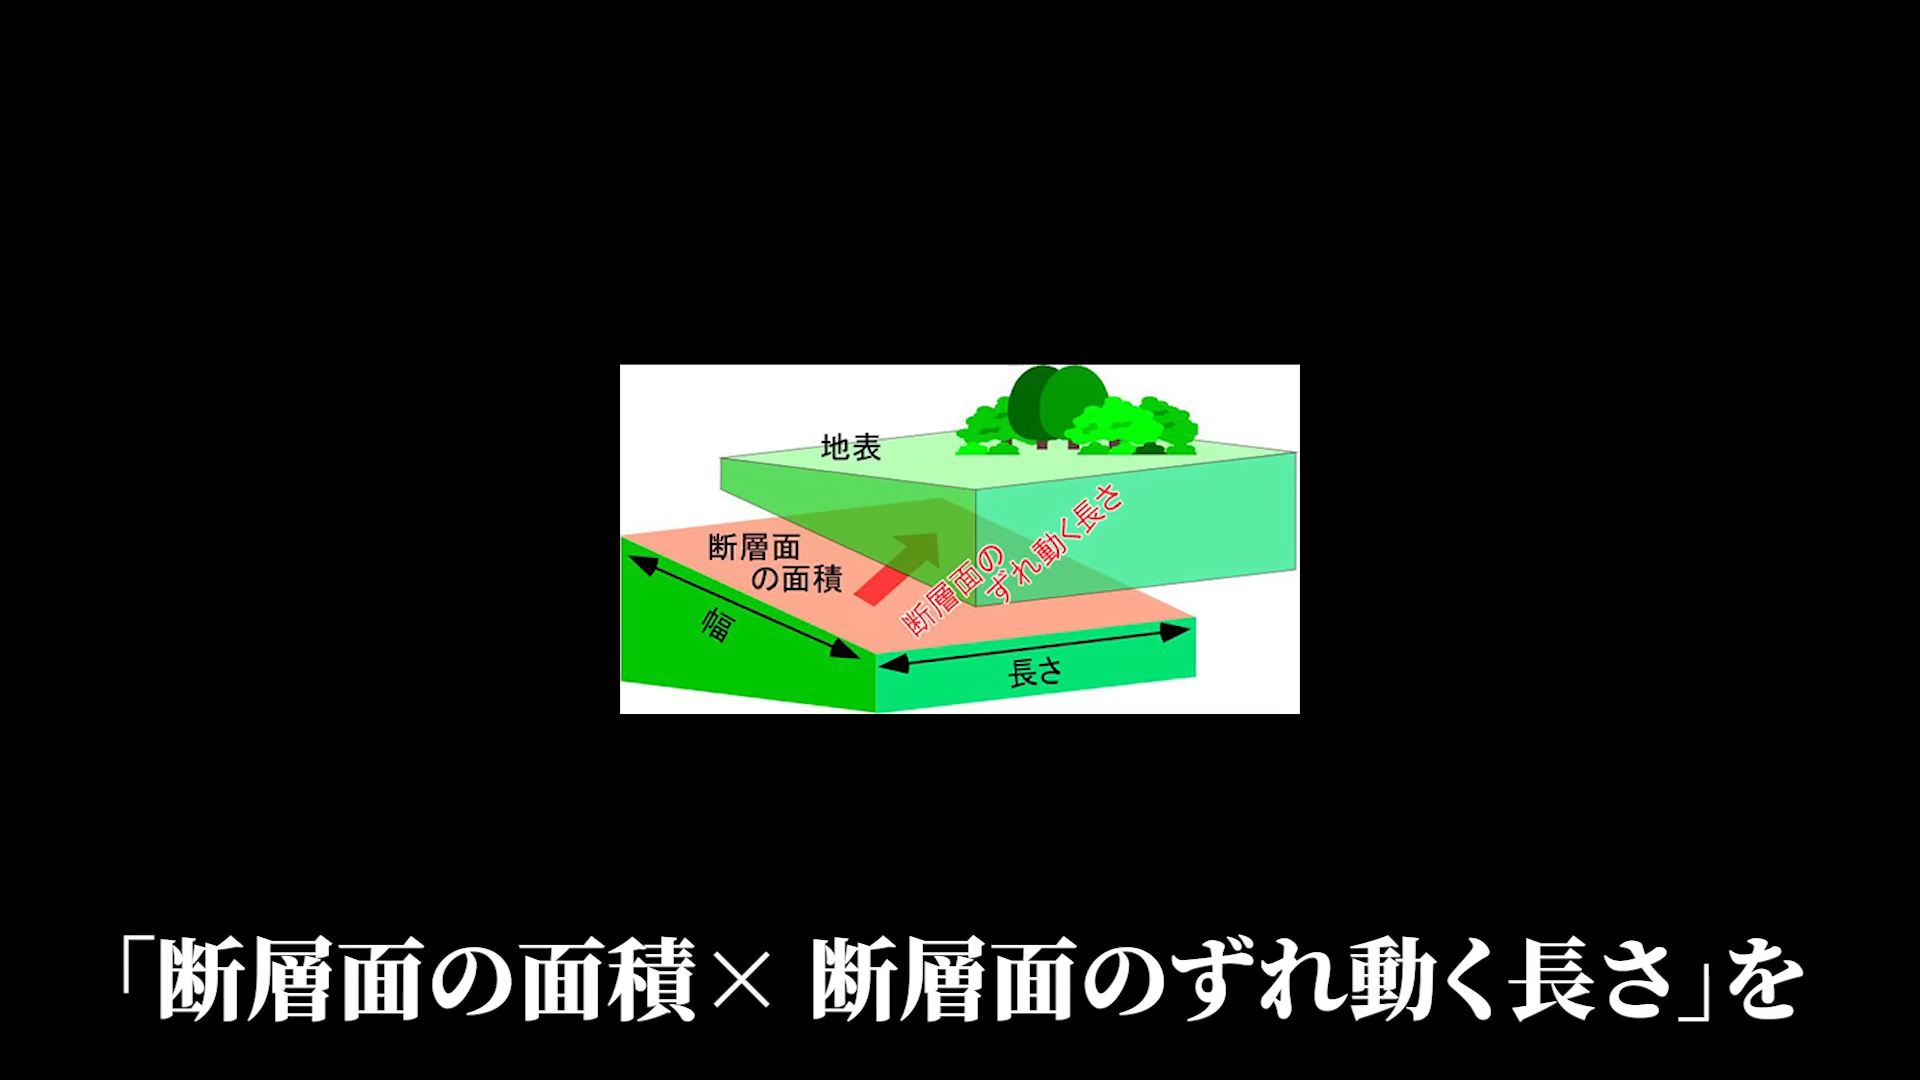 地表
断層面
の面積
断層面の
ずれ動く長さ
幅
長さ
「断層面の面積× 断層面のずれ動く長さ」を